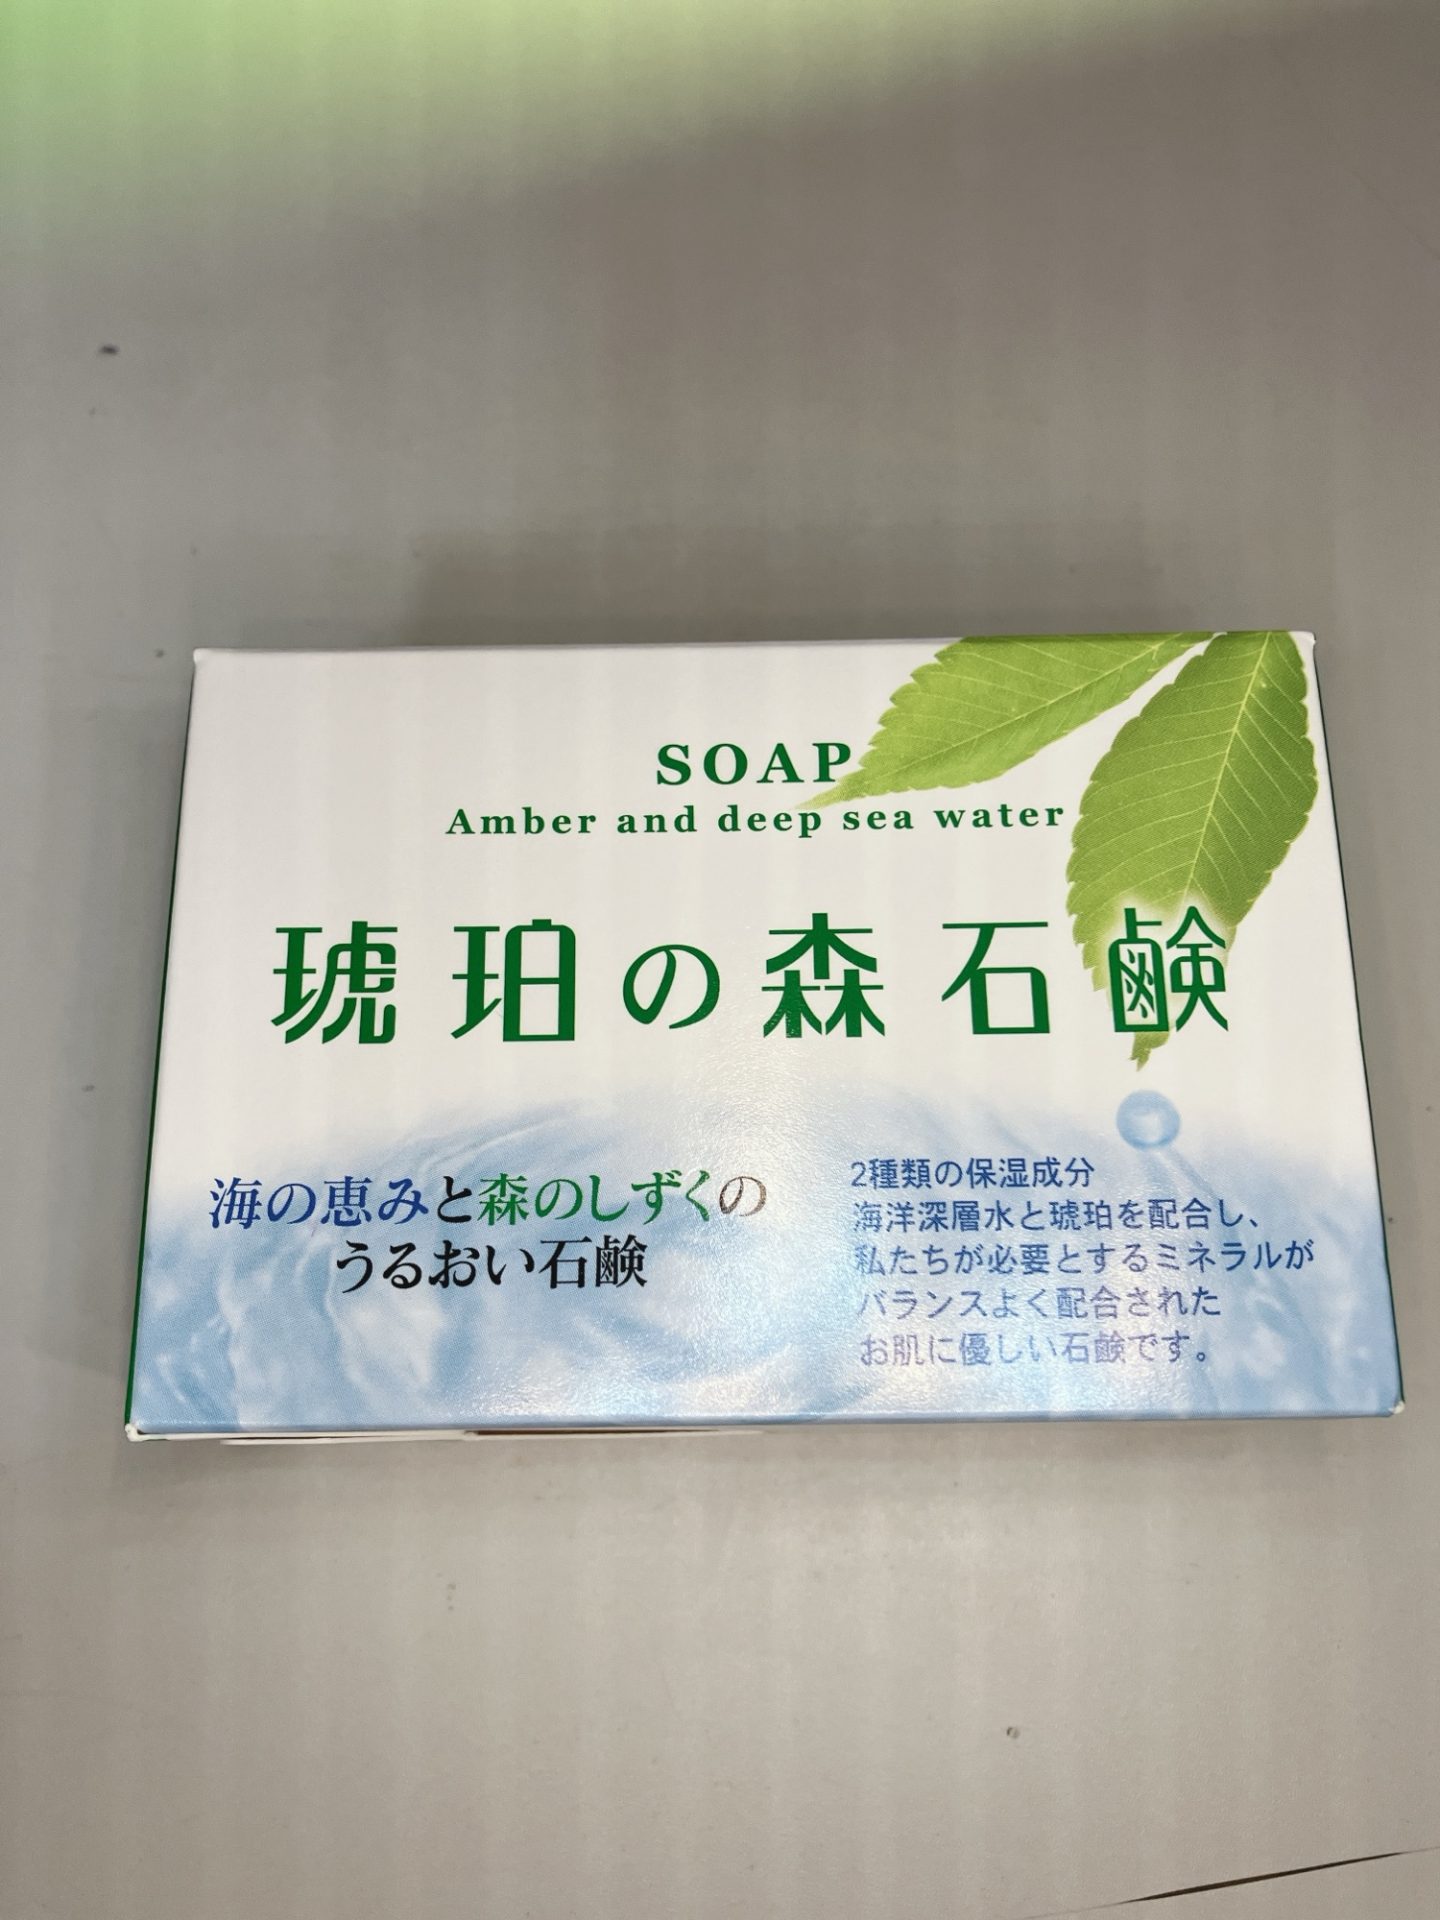 SOAP
Amber and deep sea water
琥珀の森石鹸
海の恵みと森のしずくの
うるおい石鹸
2種類の保湿成分
海洋深層水と琥珀を配合し、
私たちが必要とするミネラルが
バランスよく配合された
お肌に優しい石鹸です。